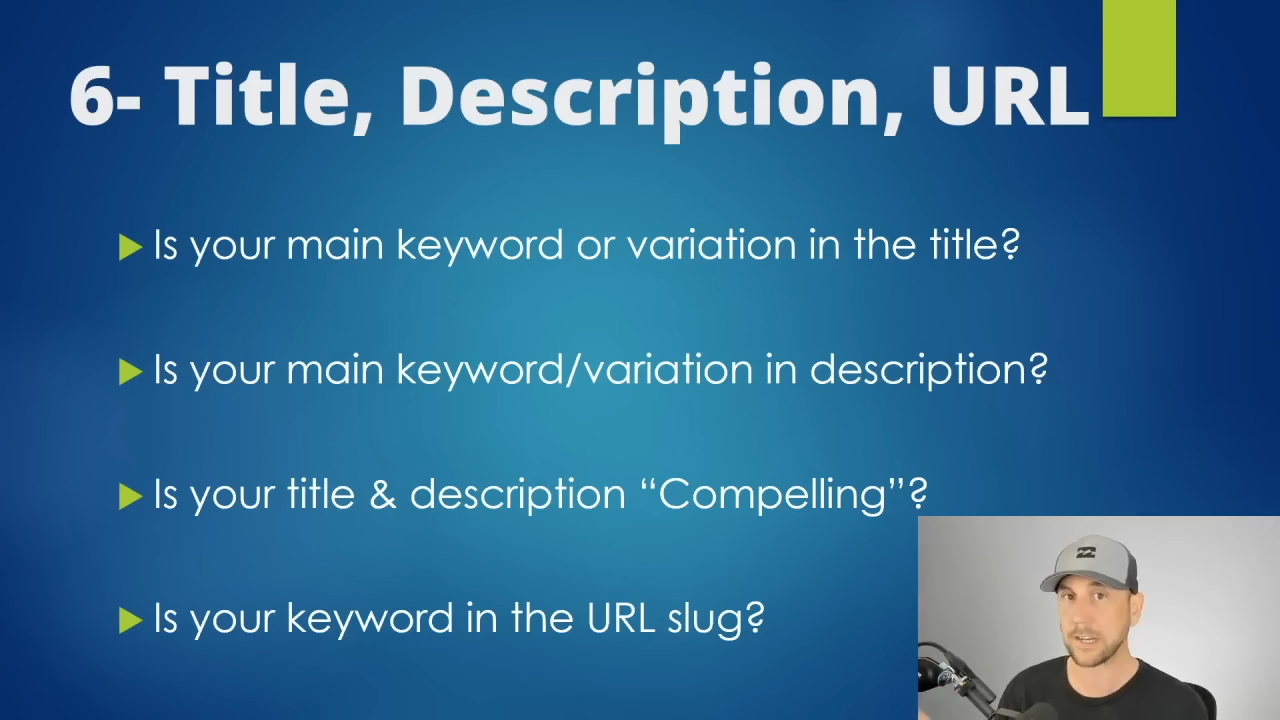 6- Title, Description, URL
Is your main keyword or variation in the title?
Is your main keyword/variation in description?
Is your title & description “Compelling”?
Is your keyword in the URL slug?